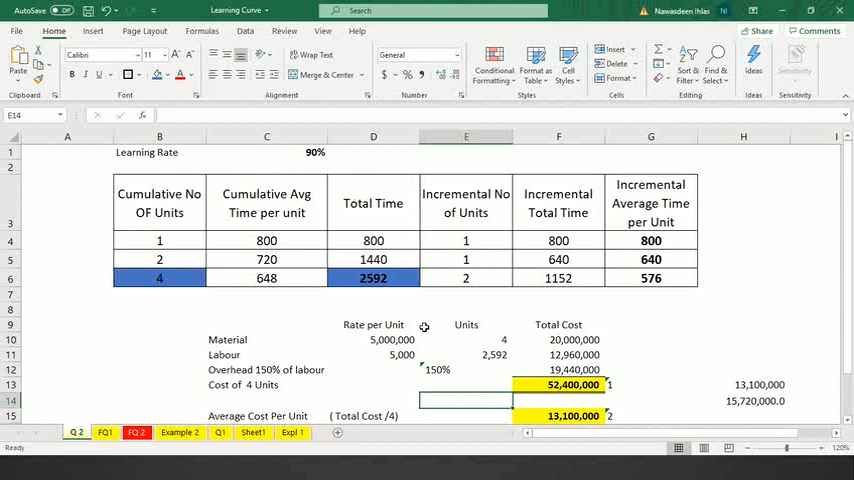 AutoSave Off Learning Curve Search Nawasdeen Ihlas NI
File Home Insert Page Layout Formulas Data Review View Help Share Comments
Paste Calibri 11 A A Wrap Text General Conditional Formatting Format as Table Cell Styles Insert Delete Format Sort & Filter Find & Select Ideas Sensitivity
B I U A Merge & Center $ % 9
Clipboard Font Alignment Number Styles Cells Editing Ideas Sensitivity
E14 fx
A B C D E F G H I
1 Learning Rate 90%
2
3 Cumulative No OF Units Cumulative Avg Time per unit Total Time Incremental No of Units Incremental Total Time Incremental Average Time per Unit
4 1 800 800 1 800 800
5 2 720 1440 1 640 640
6 4 648 2592 2 1152 576
7
8
9 Rate per Unit Units Total Cost
10 Material 5,000,000 4 20,000,000
11 Labour 5,000 2,592 12,960,000
12 Overhead 150% of labour 150% 19,440,000
13 Cost of 4 Units 52,400,000 1 13,100,000
14 15,720,000.0
15 Average Cost Per Unit ( Total Cost /4) 13,100,000 2
Q 2 FQ1 FQ 2 Example 2 Q1 Sheet1 Expl 1
Ready 120%